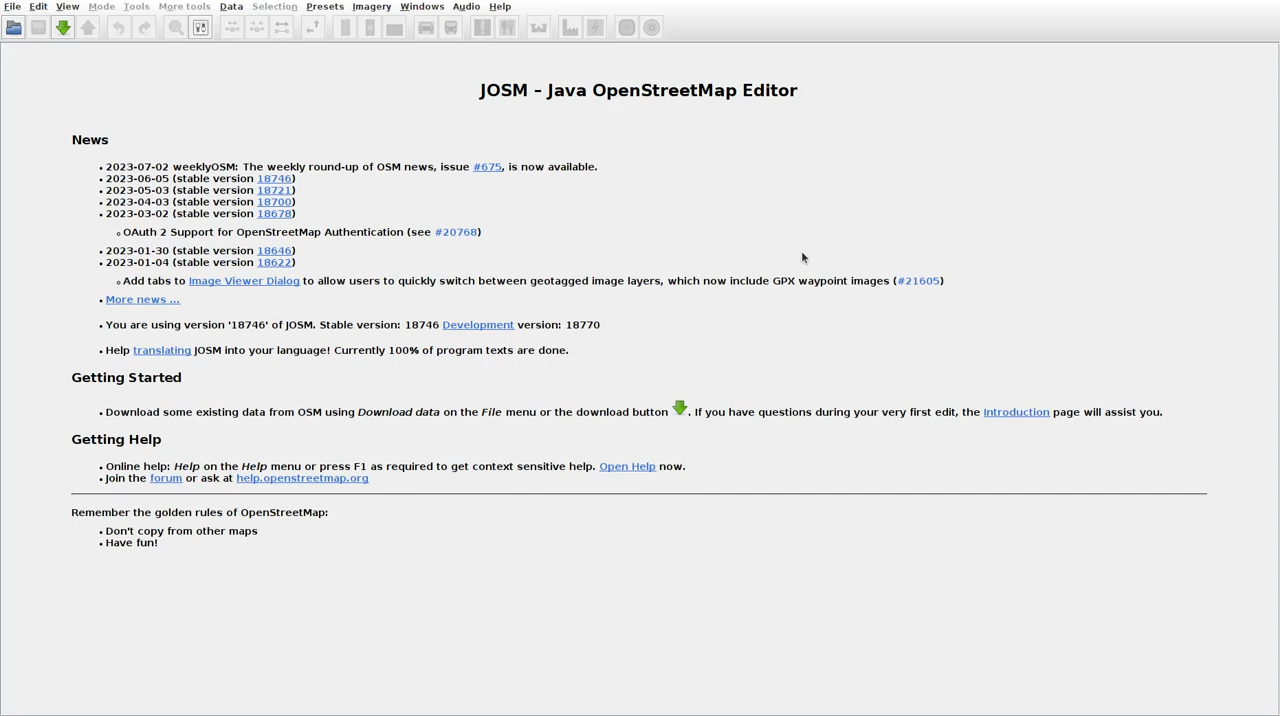 File Edit View Mode Tools More tools Data Selection Presets Imagery Windows Audio Help
JOSM – Java OpenStreetMap Editor
News
2023-07-02 weeklyOSM: The weekly round-up of OSM news, issue #675, is now available.
2023-06-05 (stable version 18746)
2023-05-03 (stable version 18721)
2023-04-03 (stable version 18700)
2023-03-02 (stable version 18678)
OAuth 2 Support for OpenStreetMap Authentication (see #20768)
2023-01-30 (stable version 18646)
2023-01-04 (stable version 18622)
Add tabs to Image Viewer Dialog to allow users to quickly switch between geotagged image layers, which now include GPX waypoint images (#21605)
More news ...
You are using version '18746' of JOSM. Stable version: 18746 Development version: 18770
Help translating JOSM into your language! Currently 100% of program texts are done.
Getting Started
Download some existing data from OSM using Download data on the File menu or the download button . If you have questions during your very first edit, the Introduction page will assist you.
Getting Help
Online help: Help on the Help menu or press F1 as required to get context sensitive help. Open Help now.
Join the forum or ask at help.openstreetmap.org
Remember the golden rules of OpenStreetMap:
Don't copy from other maps
Have fun!